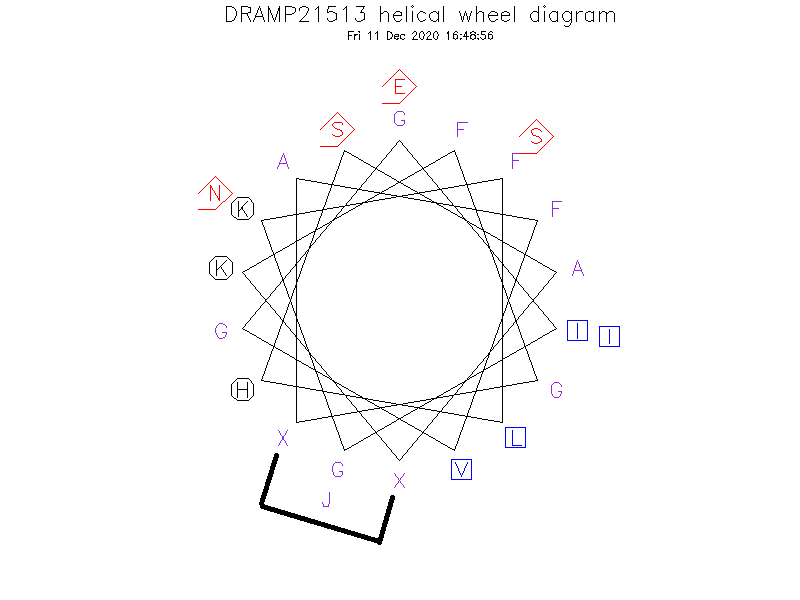 DRAMP21513 helical wheel diagram
Fri 11 Dec 2020 16:48:56
E
G
S
F
S
A
F
N
K
F
K
A
G
I
I
H
G
X
L
G
V
X
J